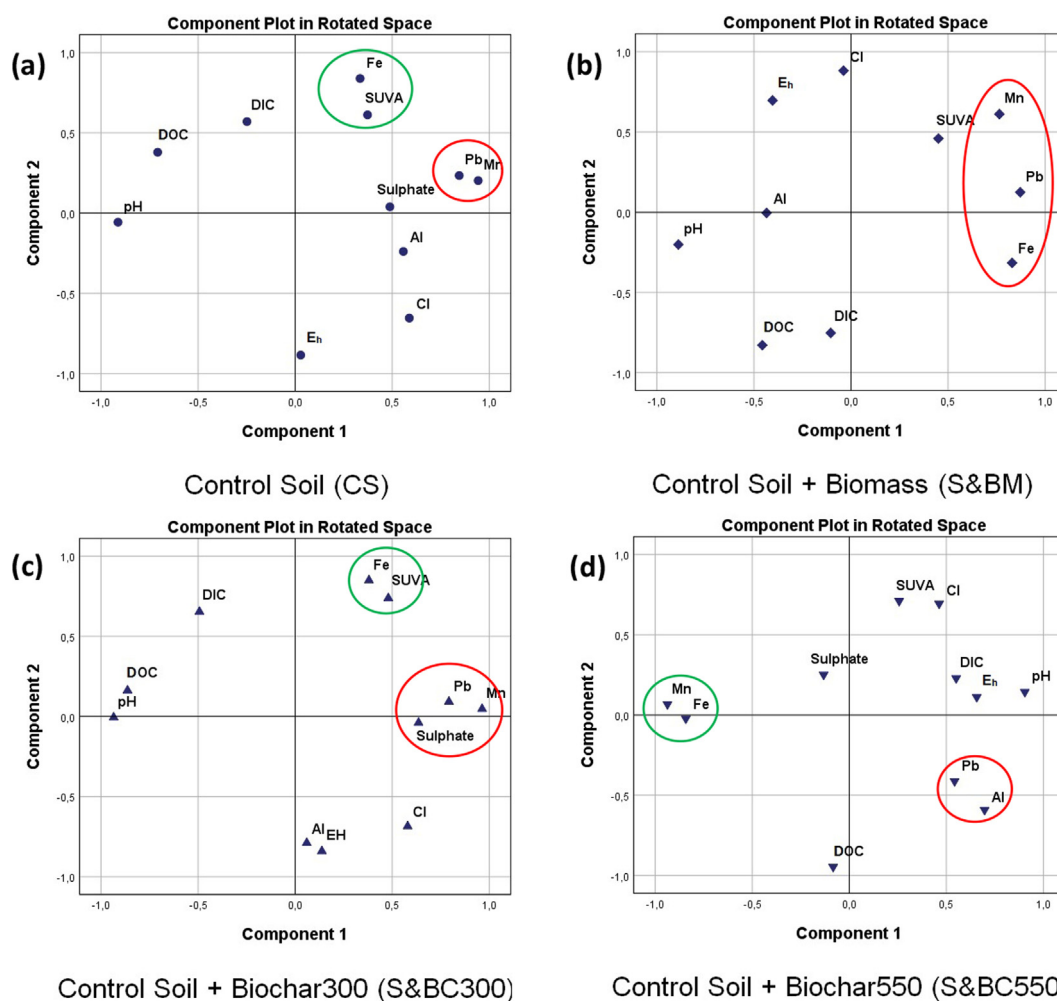 (a)
Component Plot in Rotated Space
Component 2
1,0
0,5
0,0
-0,5
-1,0
Fe
SUVA
DIC
DOC
Pb
Mn
Sulphate
pH
Al
Cl
Eh
-1,0 -0,5 0,0 0,5 1,0
Component 1
Control Soil (CS)
(b)
Component Plot in Rotated Space
Component 2
1,0
0,5
0,0
-0,5
-1,0
Cl
Eh
Mn
SUVA
Pb
Al
pH
Fe
DIC
DOC
-1,0 -0,5 0,0 0,5 1,0
Component 1
Control Soil + Biomass (S&BM)
(c)
Component Plot in Rotated Space
Component 2
1,0
0,5
0,0
-0,5
-1,0
Fe
SUVA
DIC
DOC
Pb
Mn
pH
Sulphate
Cl
Al
EH
-1,0 -0,5 0,0 0,5 1,0
Component 1
Control Soil + Biochar300 (S&BC300)
(d)
Component Plot in Rotated Space
Component 2
1,0
0,5
0,0
-0,5
-1,0
SUVA
Cl
Sulphate
DIC
Eh
pH
Mn
Fe
Pb
Al
DOC
-1,0 -0,5 0,0 0,5 1,0
Component 1
Control Soil + Biochar550 (S&BC550